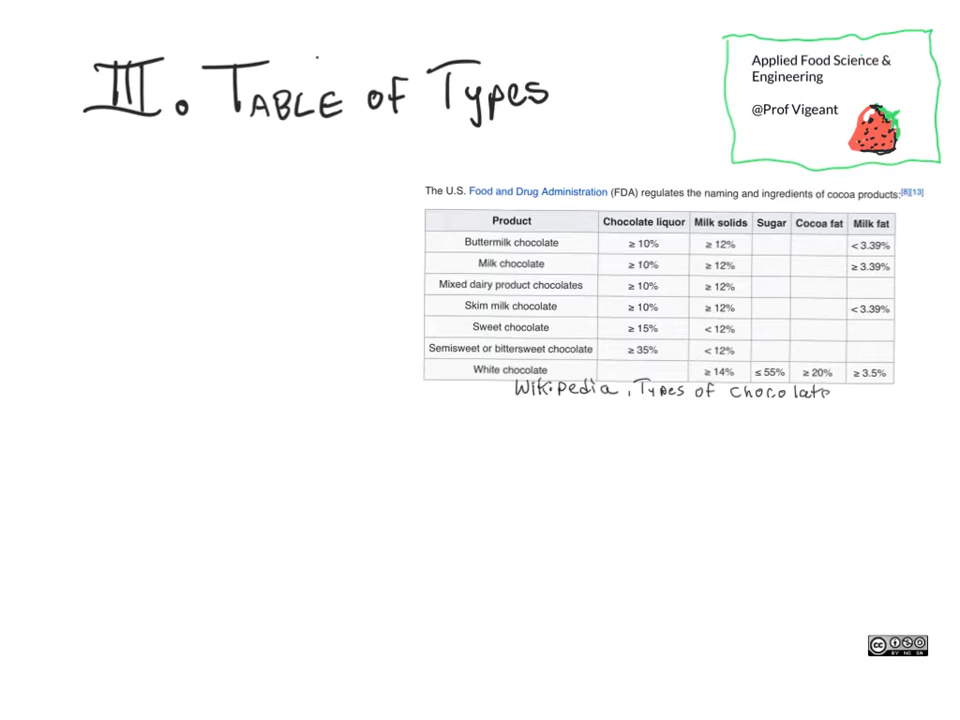 III. TABLE OF Types
Applied Food Science &
Engineering
@Prof Vigeant
The U.S. Food and Drug Administration (FDA) regulates the naming and ingredients of cocoa products:[8][13]
Product Chocolate liquor Milk solids Sugar Cocoa fat Milk fat
Buttermilk chocolate ≥ 10% ≥ 12% < 3.39%
Milk chocolate ≥ 10% ≥ 12% ≥ 3.39%
Mixed dairy product chocolates ≥ 10% ≥ 12%
Skim milk chocolate ≥ 10% ≥ 12% < 3.39%
Sweet chocolate ≥ 15% < 12%
Semisweet or bittersweet chocolate ≥ 35% < 12%
White chocolate ≥ 14% ≤ 55% ≥ 20% ≥ 3.5%
Wikipedia, Types of chocolate
cc BY NC SA